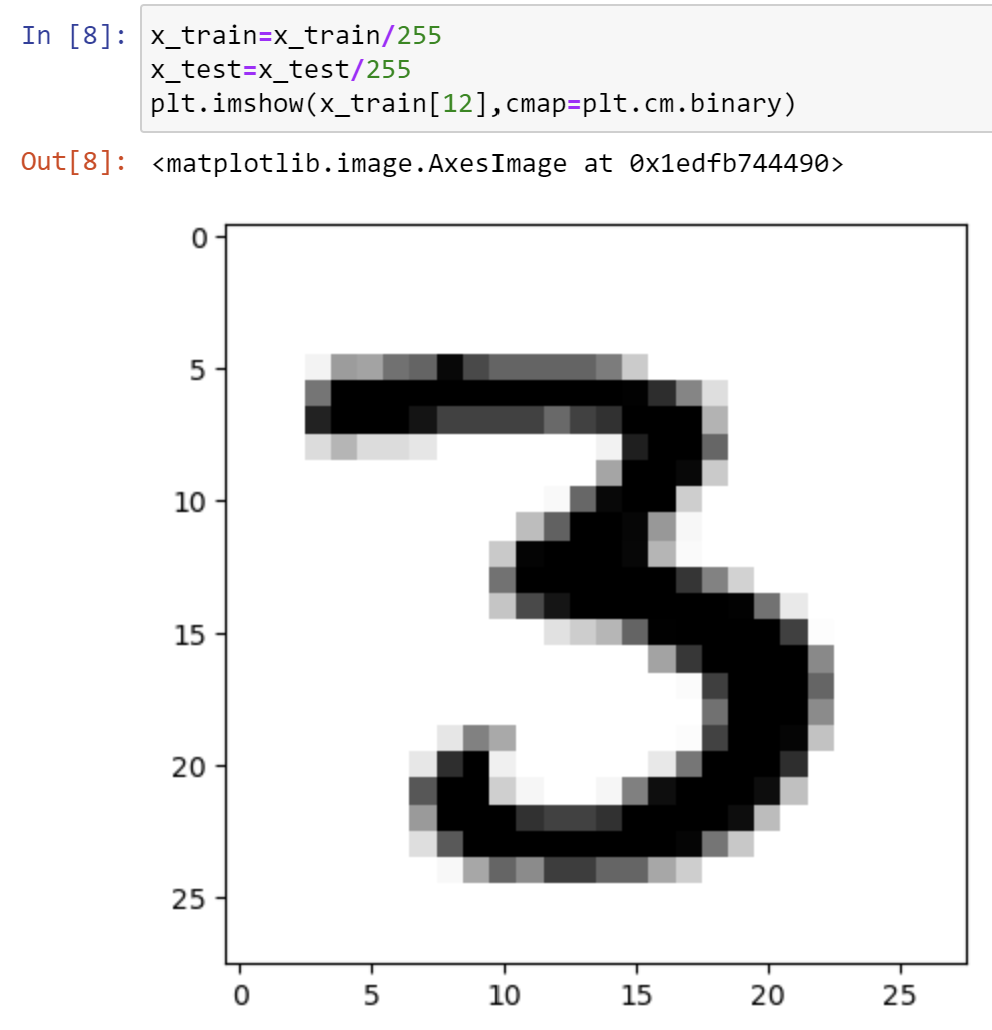 In [8]:
x_train=x_train/255
x_test=x_test/255
plt.imshow(x_train[12],cmap=plt.cm.binary)
Out[8]: <matplotlib.image.AxesImage at 0x1edfb744490>
0
5
10
15
20
25
3
0 5 10 15 20 25